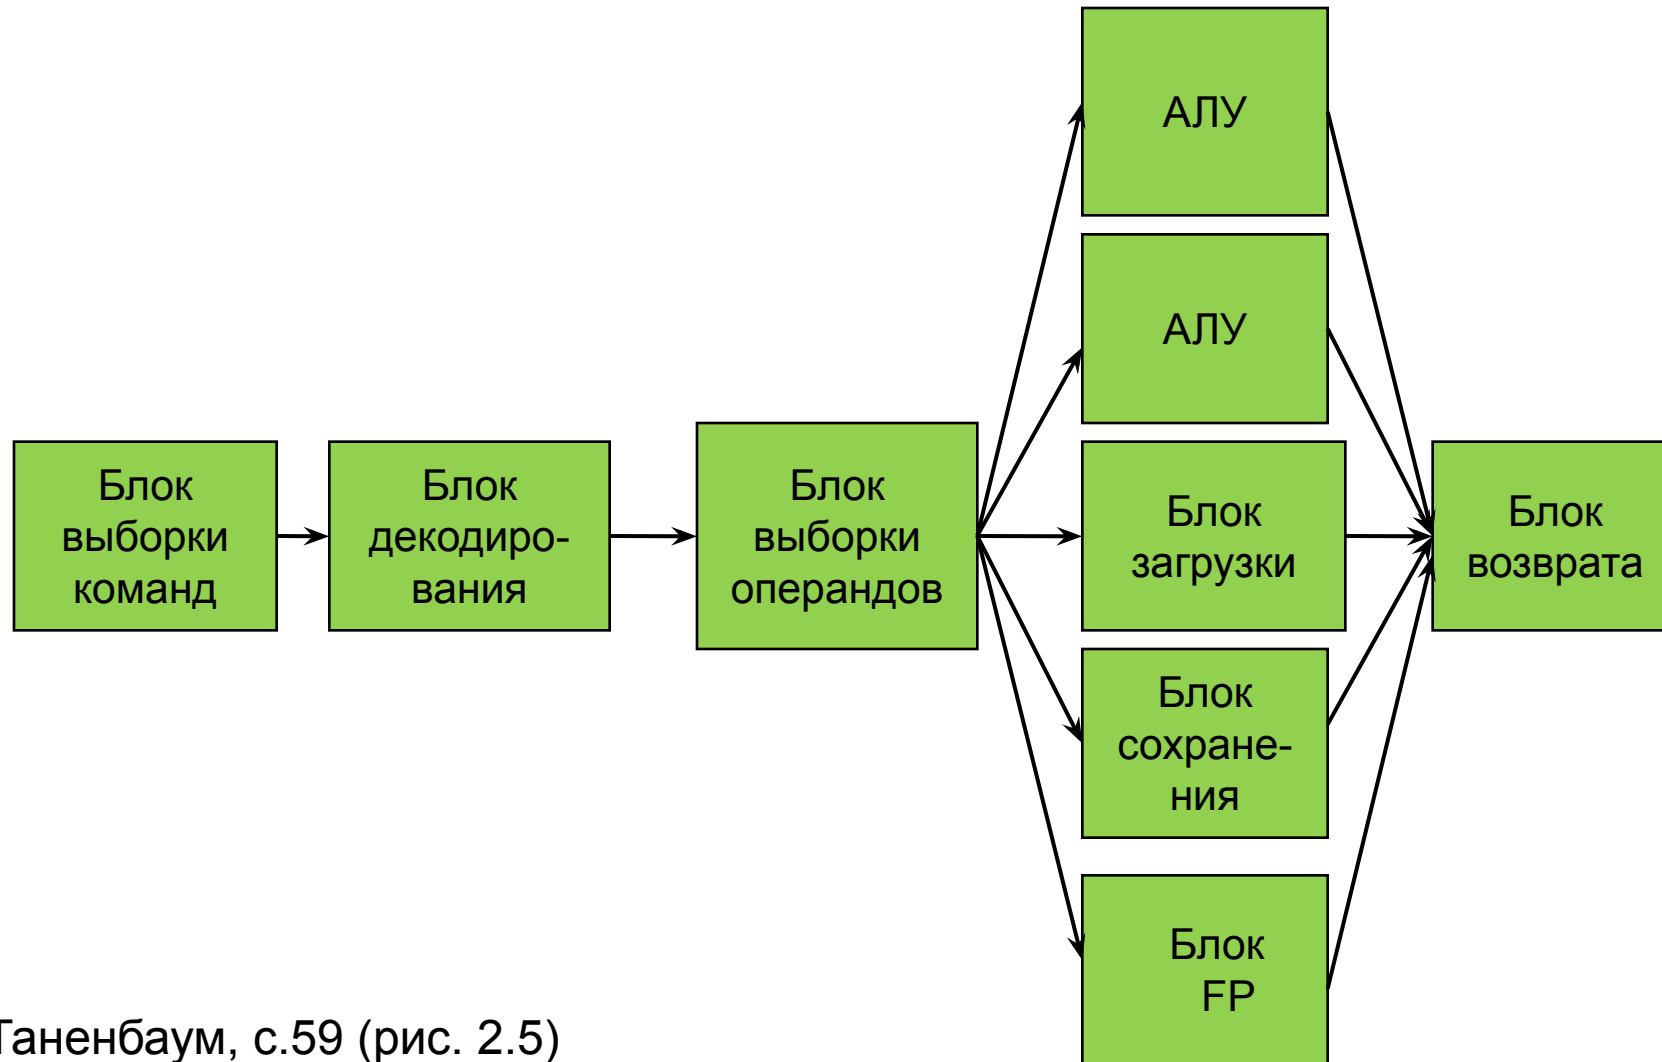 АЛУ
АЛУ
Блок
выборки
команд
Блок
декодиро-
вания
Блок
выборки
операндов
Блок
загрузки
Блок
возврата
Блок
сохране-
ния
Блок
FP
Таненбаум, с.59 (рис. 2.5)